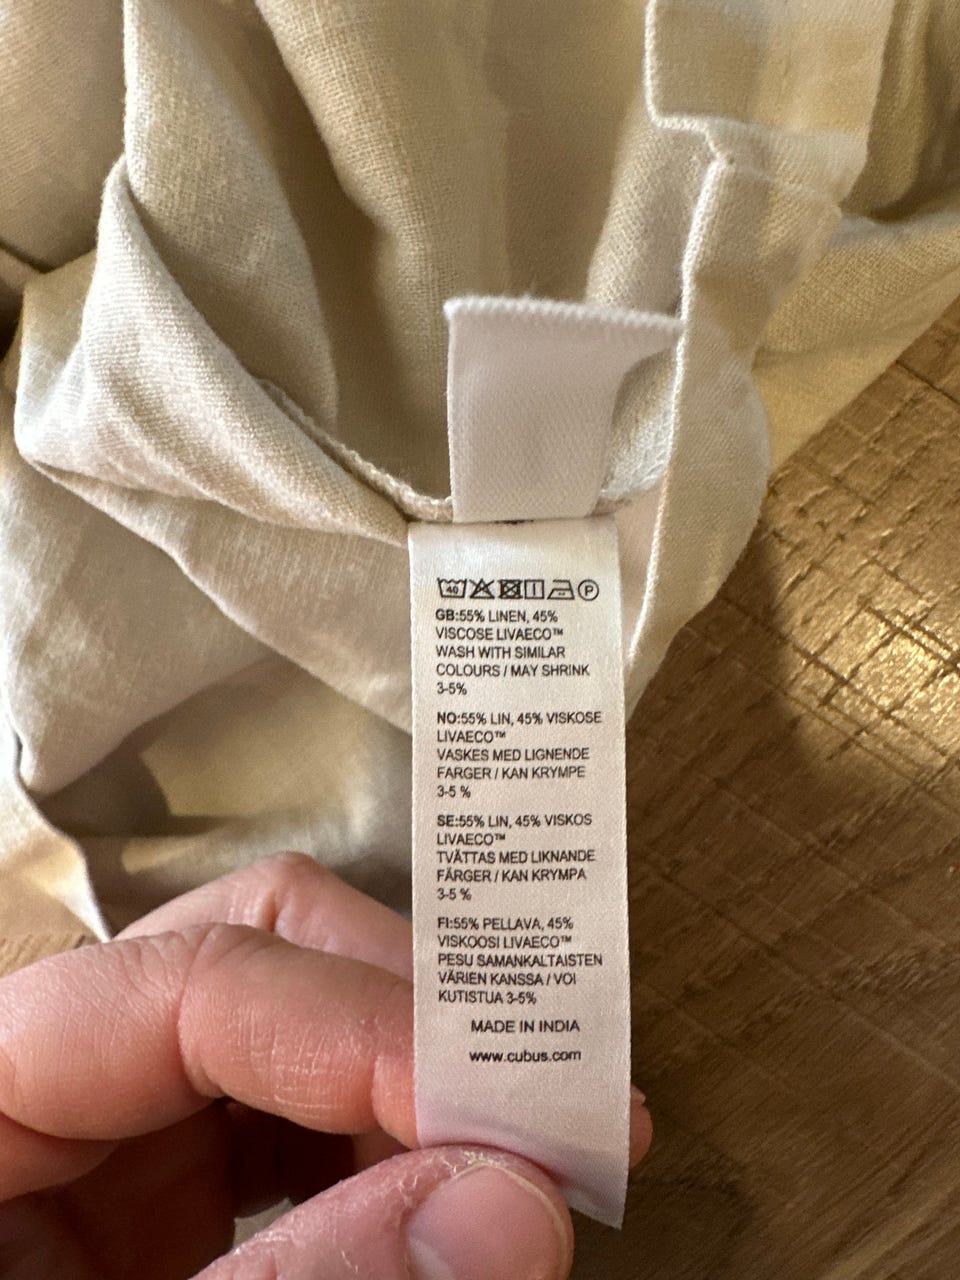 40 P
GB:55% LINEN, 45%
VISCOSE LIVAECO™
WASH WITH SIMILAR
COLOURS / MAY SHRINK
3-5%
NO:55% LIN, 45% VISKOSE
LIVAECO™
VASKES MED LIGNENDE
FARGER / KAN KRYMPE
3-5 %
SE:55% LIN, 45% VISKOS
LIVAECO™
TVÄTTAS MED LIKNANDE
FÄRGER / KAN KRYMPA
3-5 %
FI:55% PELLAVA, 45%
VISKOOSI LIVAECO™
PESU SAMANKALTAISTEN
VÄRIEN KANSSA / VOI
KUTISTUA 3-5%
MADE IN INDIA
www.cubus.com